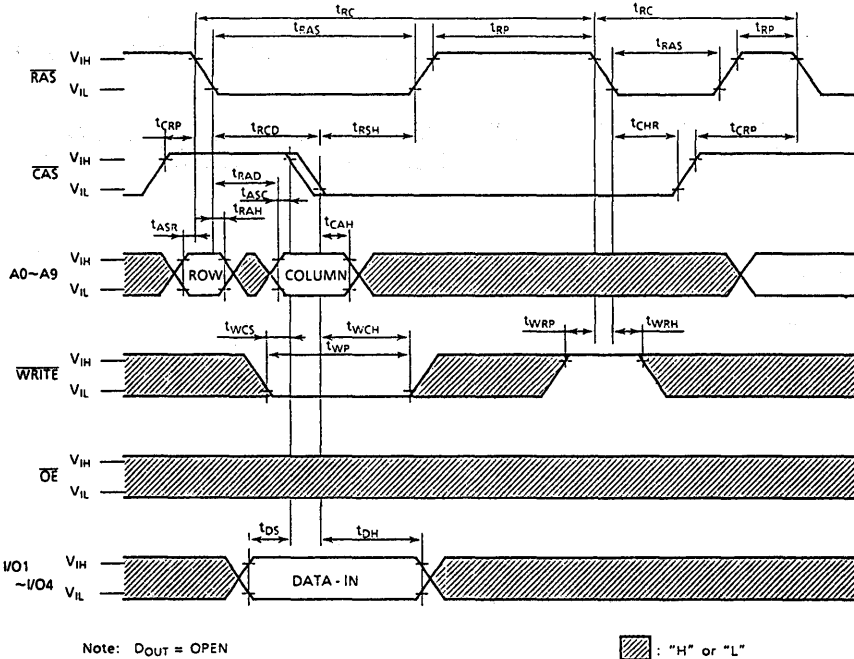 tRC tRC
tRAS tRP tRAS tRP
RAS VIH
VIL
tCRP tRCD tRSH tCHR tCRP
CAS VIH
VIL
tRAD
tASC
tRAH
tASR tCAH
A0~A9 VIH
VIL
ROW COLUMN
tWCS tWCH tWRP tWRH
tWP
WRITE VIH
VIL
OE VIH
VIL
tDS tDH
I/O1
~I/O4
VIH
VIL
DATA - IN
Note: DOUT = OPEN : "H" or "L"